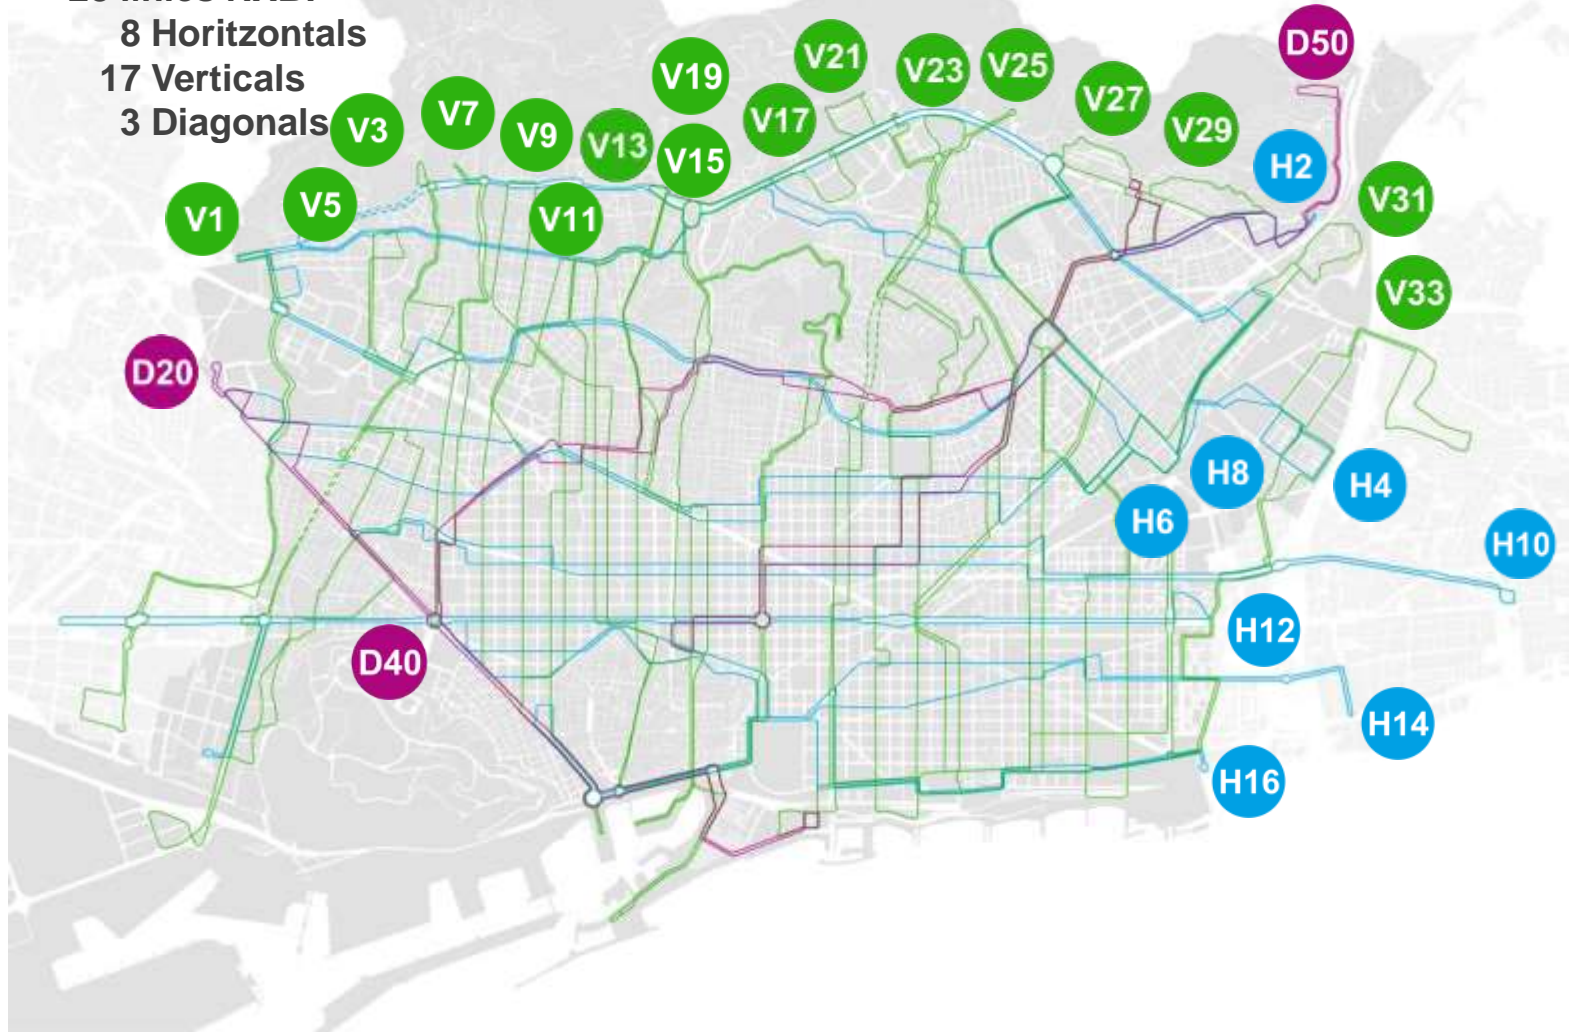 8 Horitzontals
17 Verticals
3 Diagonals
V1
V5
V3
V7
V9
V11
V13
V19
V15
V17
V21
V23
V25
V27
V29
D50
H2
V31
V33
D20
D40
H8
H6
H4
H10
H12
H14
H16